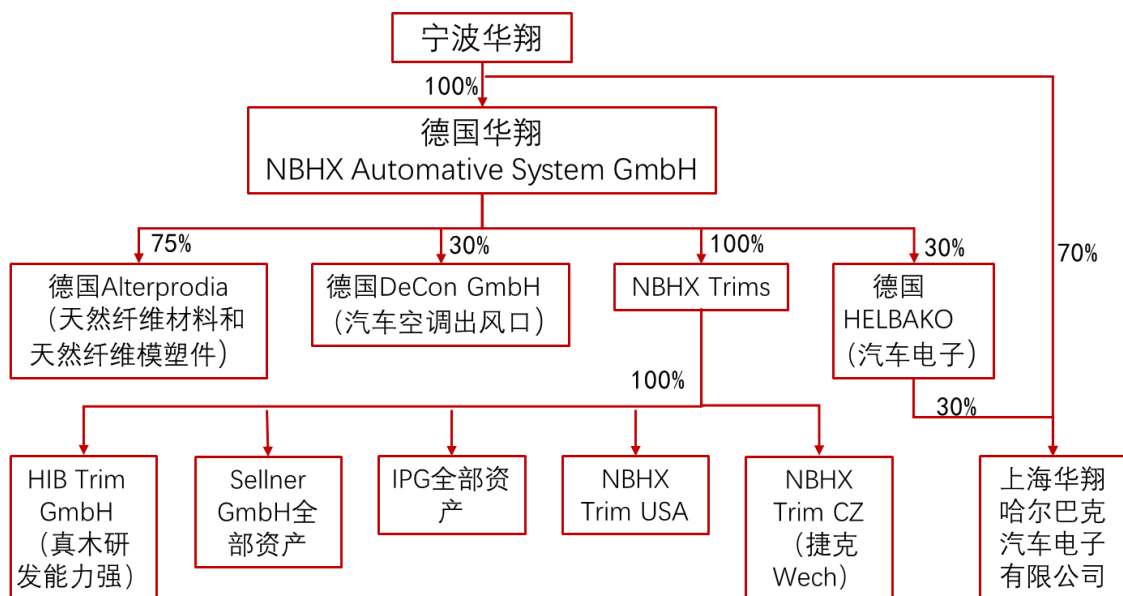 宁波华翔
100%
德国华翔
NBHX Automative System GmbH
75%
30%
100%
30%
70%
德国Alterprodia
（天然纤维材料和
天然纤维模塑件）
德国DeCon GmbH
（汽车空调出风口）
NBHX Trims
德国
HELBAKO
（汽车电子）
100%
30%
HIB Trim
GmbH
（真木研
发能力强）
Sellner
GmbH全
部资产
IPG全部资
产
NBHX
Trim USA
NBHX
Trim CZ
（捷克
Wech）
上海华翔
哈尔巴克
汽车电子
有限公司